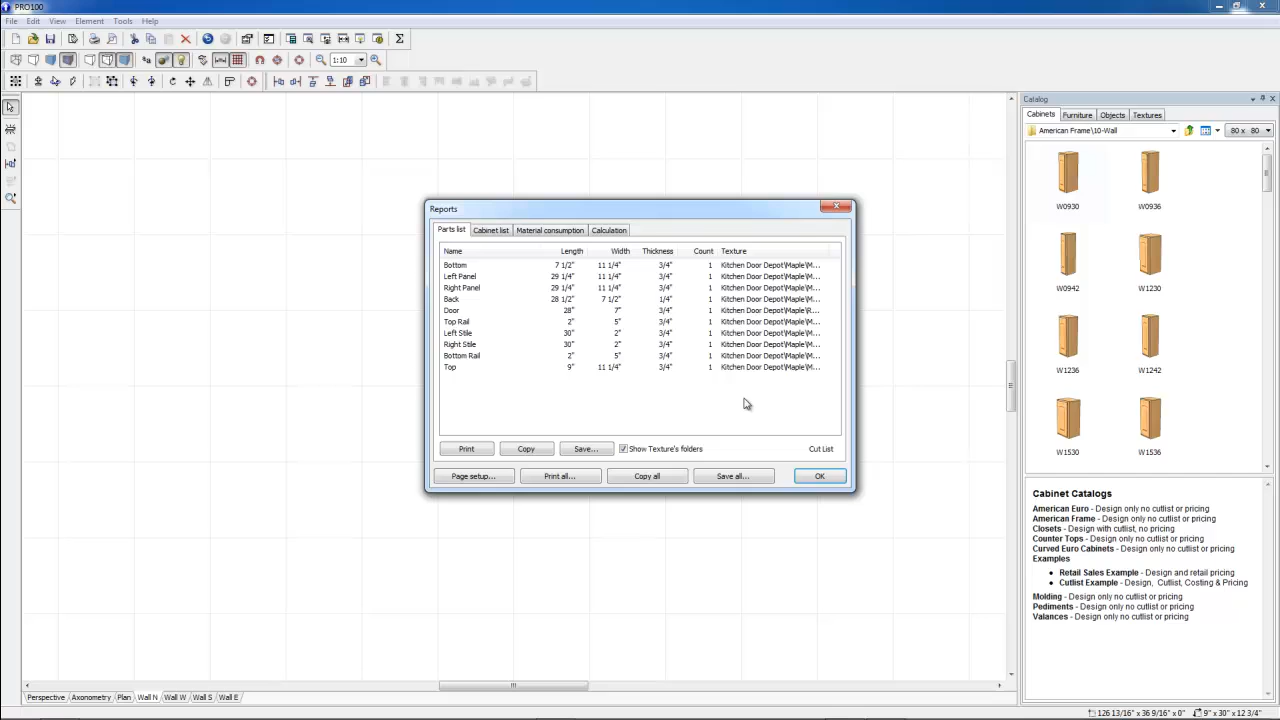 PRO100
File Edit View Element Tools Help
1:10
Catalog
Cabinets Furniture Objects Textures
American Frame\10-Wall
80 x 80
W0930 W0936
W0942 W1230
W1236 W1242
W1530 W1536
Reports
Parts list Cabinet list Material consumption Calculation
Name Length Width Thickness Count Texture
Bottom 7 1/2" 11 1/4" 3/4" 1 Kitchen Door Depot\Maple\M...
Left Panel 29 1/4" 11 1/4" 3/4" 1 Kitchen Door Depot\Maple\M...
Right Panel 29 1/4" 11 1/4" 3/4" 1 Kitchen Door Depot\Maple\M...
Back 28 1/2" 7 1/2" 1/4" 1 Kitchen Door Depot\Maple\M...
Door 28" 7" 3/4" 1 Kitchen Door Depot\Maple\R...
Top Rail 2" 5" 3/4" 1 Kitchen Door Depot\Maple\M...
Left Stile 30" 2" 3/4" 1 Kitchen Door Depot\Maple\M...
Right Stile 30" 2" 3/4" 1 Kitchen Door Depot\Maple\M...
Bottom Rail 2" 5" 3/4" 1 Kitchen Door Depot\Maple\M...
Top 9" 11 1/4" 3/4" 1 Kitchen Door Depot\Maple\M...
Print Copy Save... Show Texture's folders Cut List
Page setup... Print all... Copy all Save all... OK
Cabinet Catalogs
American Euro - Design only no cutlist or pricing
American Frame - Design only no cutlist or pricing
Closets - Design with cutlist, no pricing
Counter Tops - Design only no cutlist or pricing
Curved Euro Cabinets - Design only no cutlist or pricing
Examples
• Retail Sales Example - Design and retail pricing
• Cutlist Example - Design, Cutlist, Costing & Pricing
Molding - Design only no cutlist or pricing
Pediments - Design only no cutlist or pricing
Valances - Design only no cutlist or pricing
Perspective Axonometry Plan Wall N Wall W Wall S Wall E
126 13/16" x 36 9/16" x 0" 9" x 30" x 12 3/4"